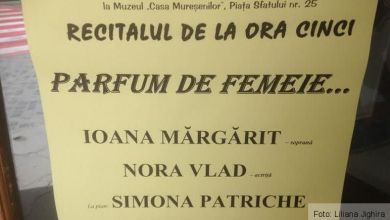 la Muzeul „Casa Mureşenilor”, Piaţa Sfatului nr. 25
RECITALUL DE LA ORA CINCI
PARFUM DE FEMEIE...
IOANA MĂRGĂRIT - soprană
NORA VLAD - actriţă
La pian: SIMONA PATRICHE
Foto: Liliana Jighira